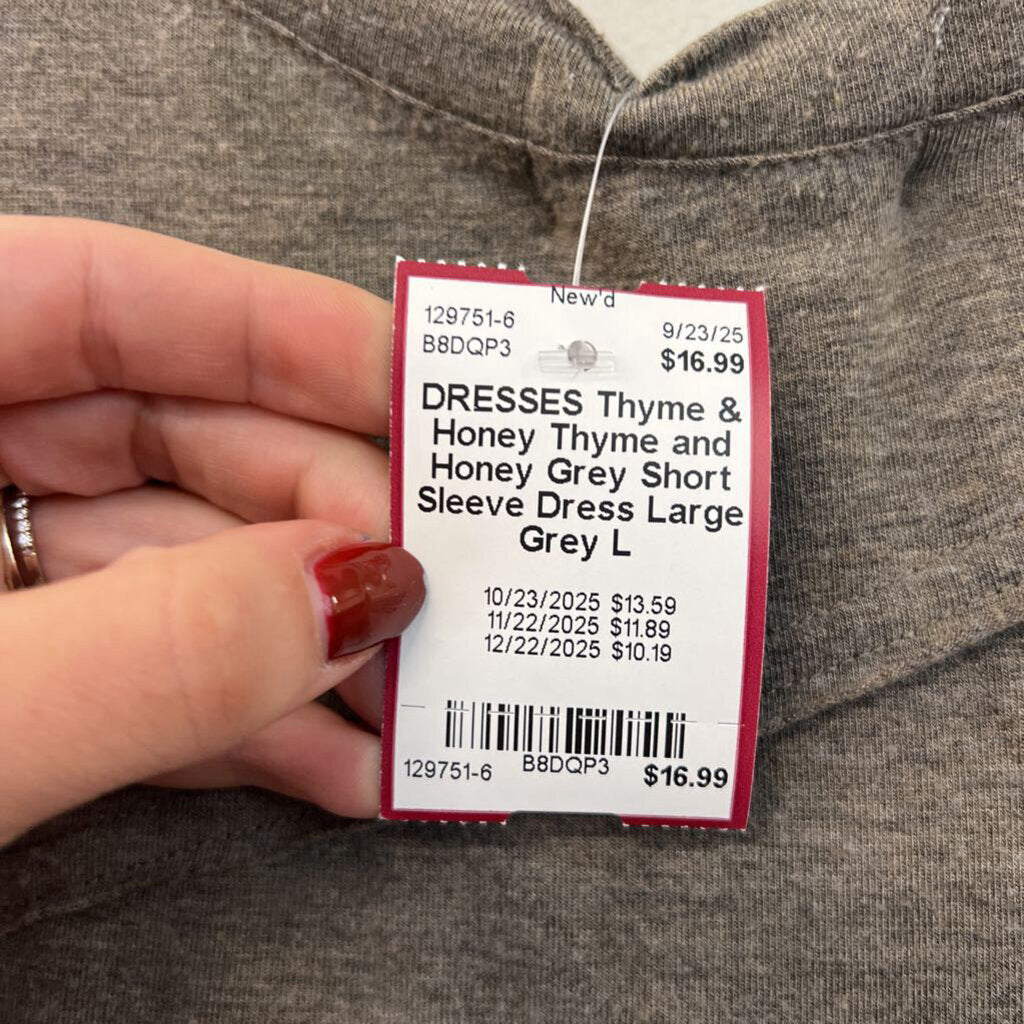 New'd
129751-6 9/23/25
B8DQP3 $16.99
DRESSES Thyme &
Honey Thyme and
Honey Grey Short
Sleeve Dress Large
Grey L
10/23/2025 $13.59
11/22/2025 $11.89
12/22/2025 $10.19
129751-6 B8DQP3 $16.99